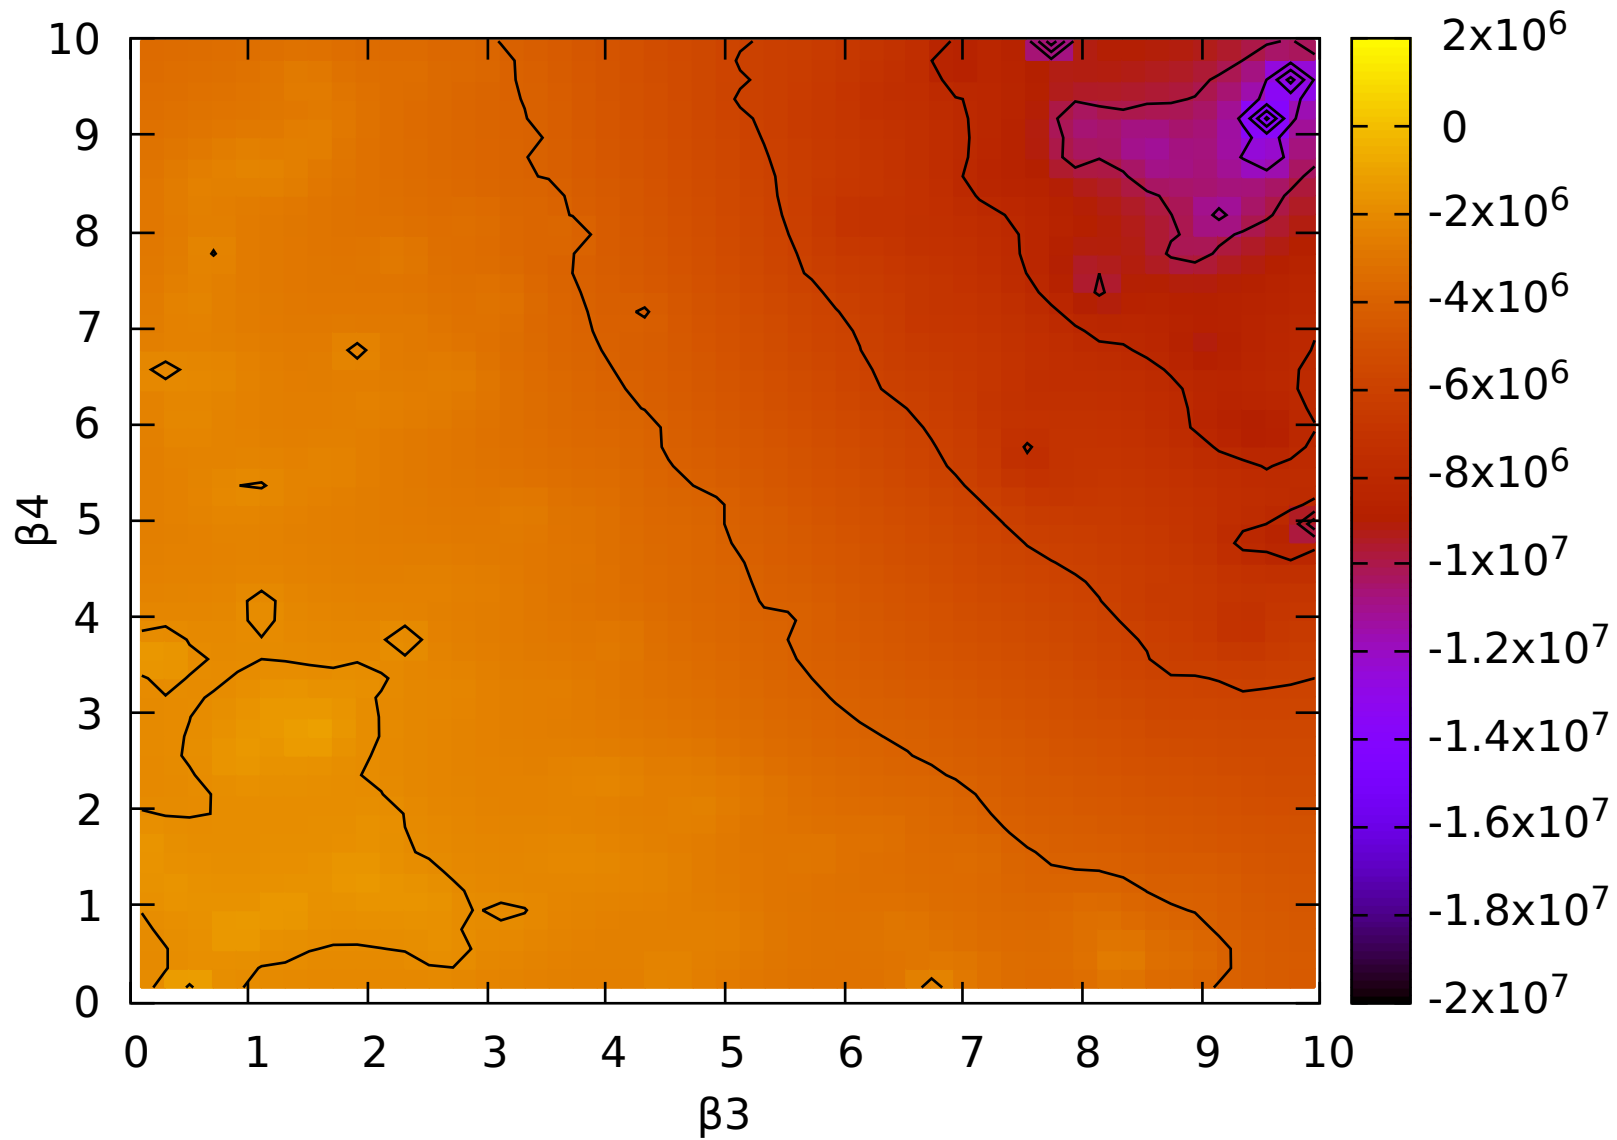 10
9
8
7
6
5
4
3
2
1
0
β4
0 1 2 3 4 5 6 7 8 9 10
β3
2x10⁶
0
-2x10⁶
-4x10⁶
-6x10⁶
-8x10⁶
-1x10⁷
-1.2x10⁷
-1.4x10⁷
-1.6x10⁷
-1.8x10⁷
-2x10⁷